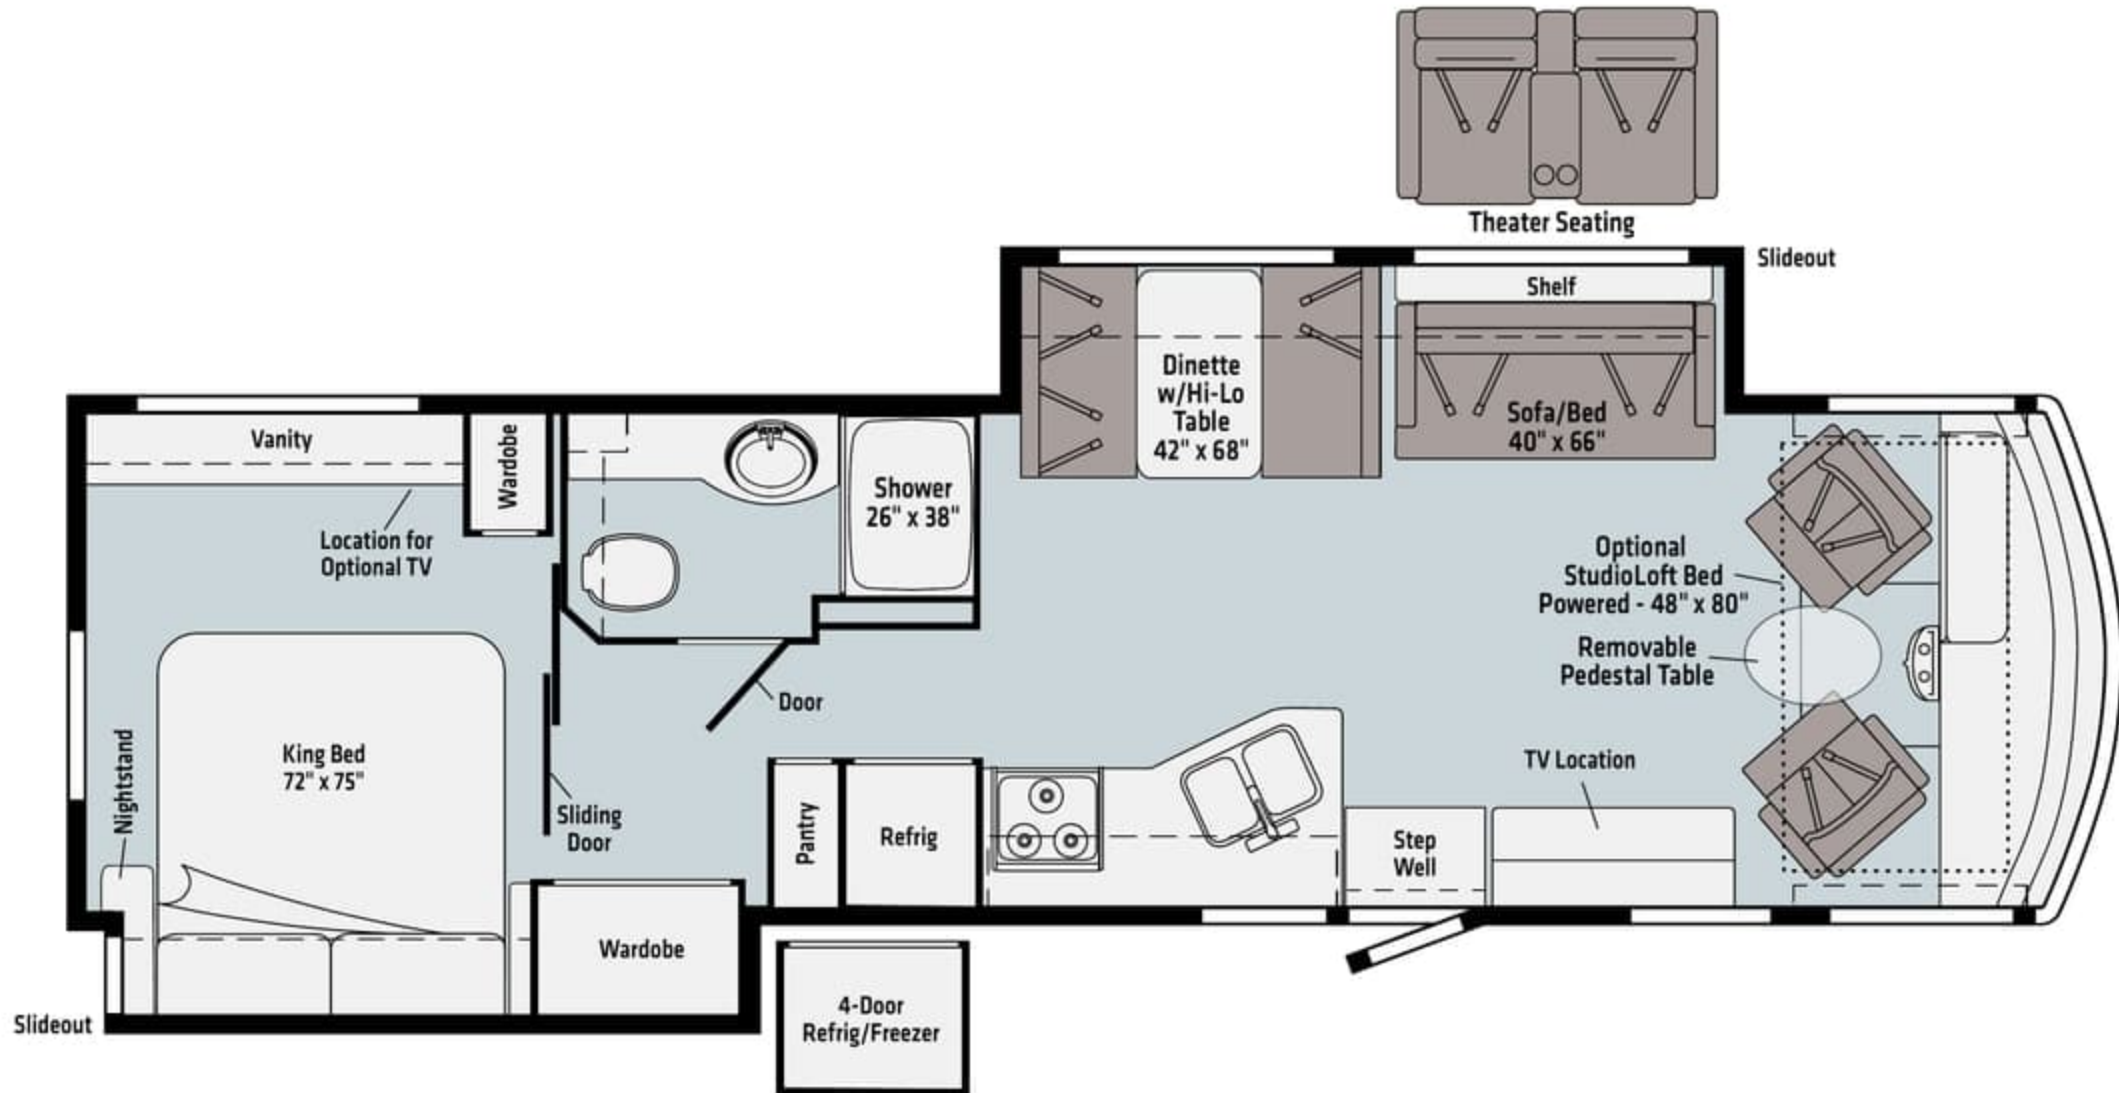 Theater Seating
Slideout
Shelf
Dinette
w/Hi-Lo
Table
42" x 68"
Sofa/Bed
40" x 66"
Vanity
Wardrobe
Location for
Optional TV
Shower
26" x 38"
Optional
StudioLoft Bed
Powered - 48" x 80"
Removable
Pedestal Table
Door
King Bed
72" x 75"
Nightstand
Sliding
Door
Pantry
Refrig
Step
Well
TV Location
Wardobe
Slideout
4-Door
Refrig/Freezer